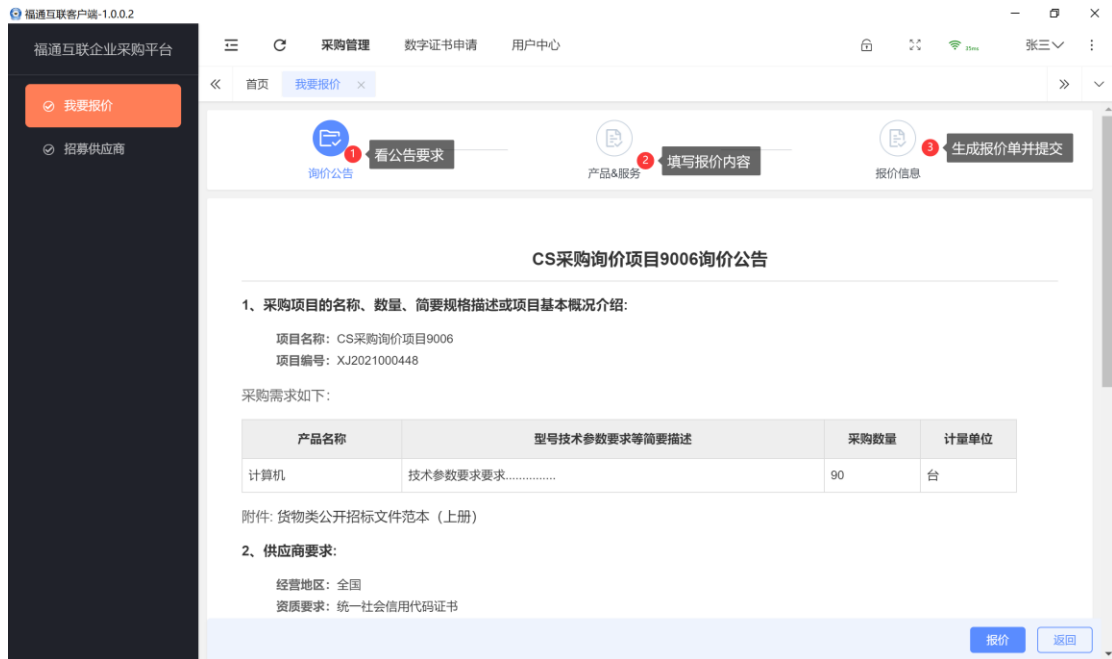 福通互联客户端-1.0.0.2
福通互联企业采购平台
采购管理 数字证书申请 用户中心 15ms 张三
首页 我要报价
我要报价
招募供应商
1 看公告要求
询价公告
2 填写报价内容
产品&服务
3 生成报价单并提交
报价信息
CS采购询价项目9006询价公告
1、采购项目的名称、数量、简要规格描述或项目基本概况介绍:
项目名称：CS采购询价项目9006
项目编号：XJ2021000448
采购需求如下:
产品名称 型号技术参数要求等简要描述 采购数量 计量单位
计算机 技术参数要求要求............... 90 台
附件: 货物类公开招标文件范本（上册）
2、供应商要求:
经营地区：全国
资质要求：统一社会信用代码证书
报价 返回